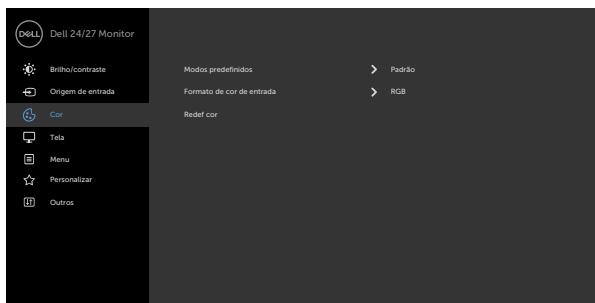 DELL Dell 24/27 Monitor
Brilho/contraste
Modos predefinidos Padrão
Origem de entrada
Formato de cor de entrada RGB
Cor
Redef cor
Tela
Menu
Personalizar
Outros